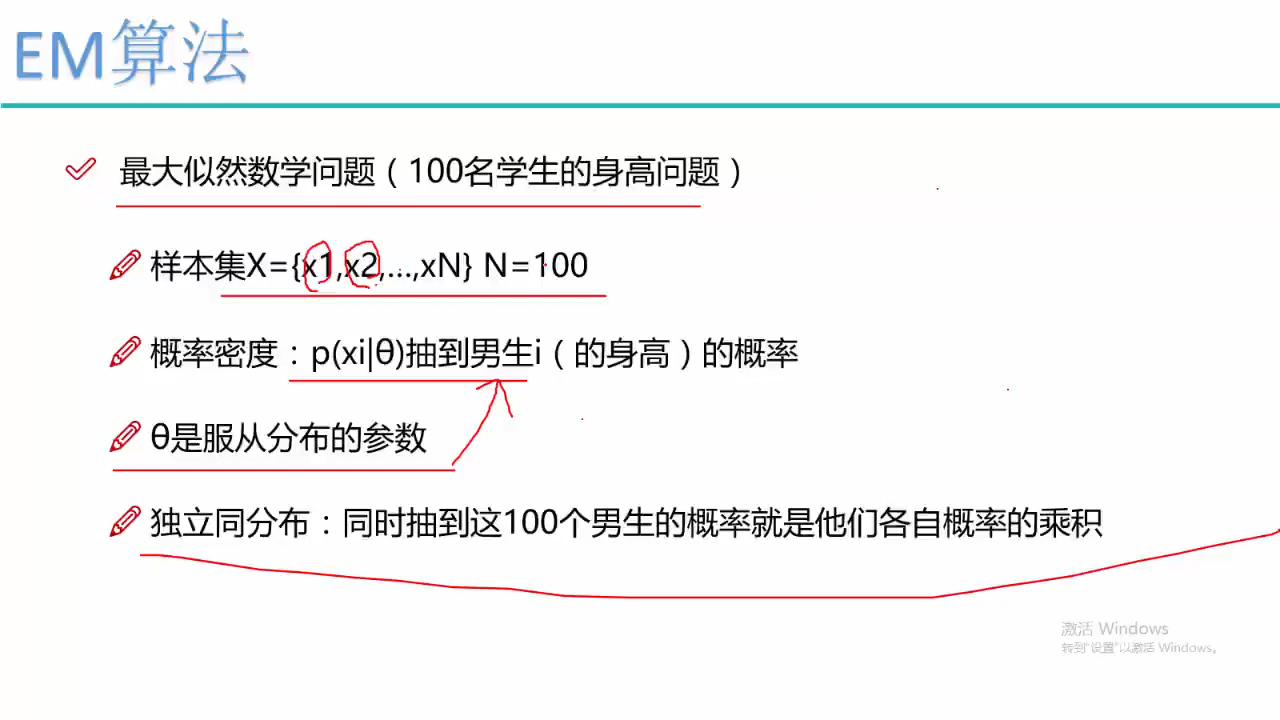 EM算法
最大似然数学问题（100名学生的身高问题）
样本集X={x1,x2,…,xN} N=100
概率密度：p(xi|θ)抽到男生i（的身高）的概率
θ是服从分布的参数
独立同分布：同时抽到这100个男生的概率就是他们各自概率的乘积
激活 Windows
转到"设置"以激活 Windows。